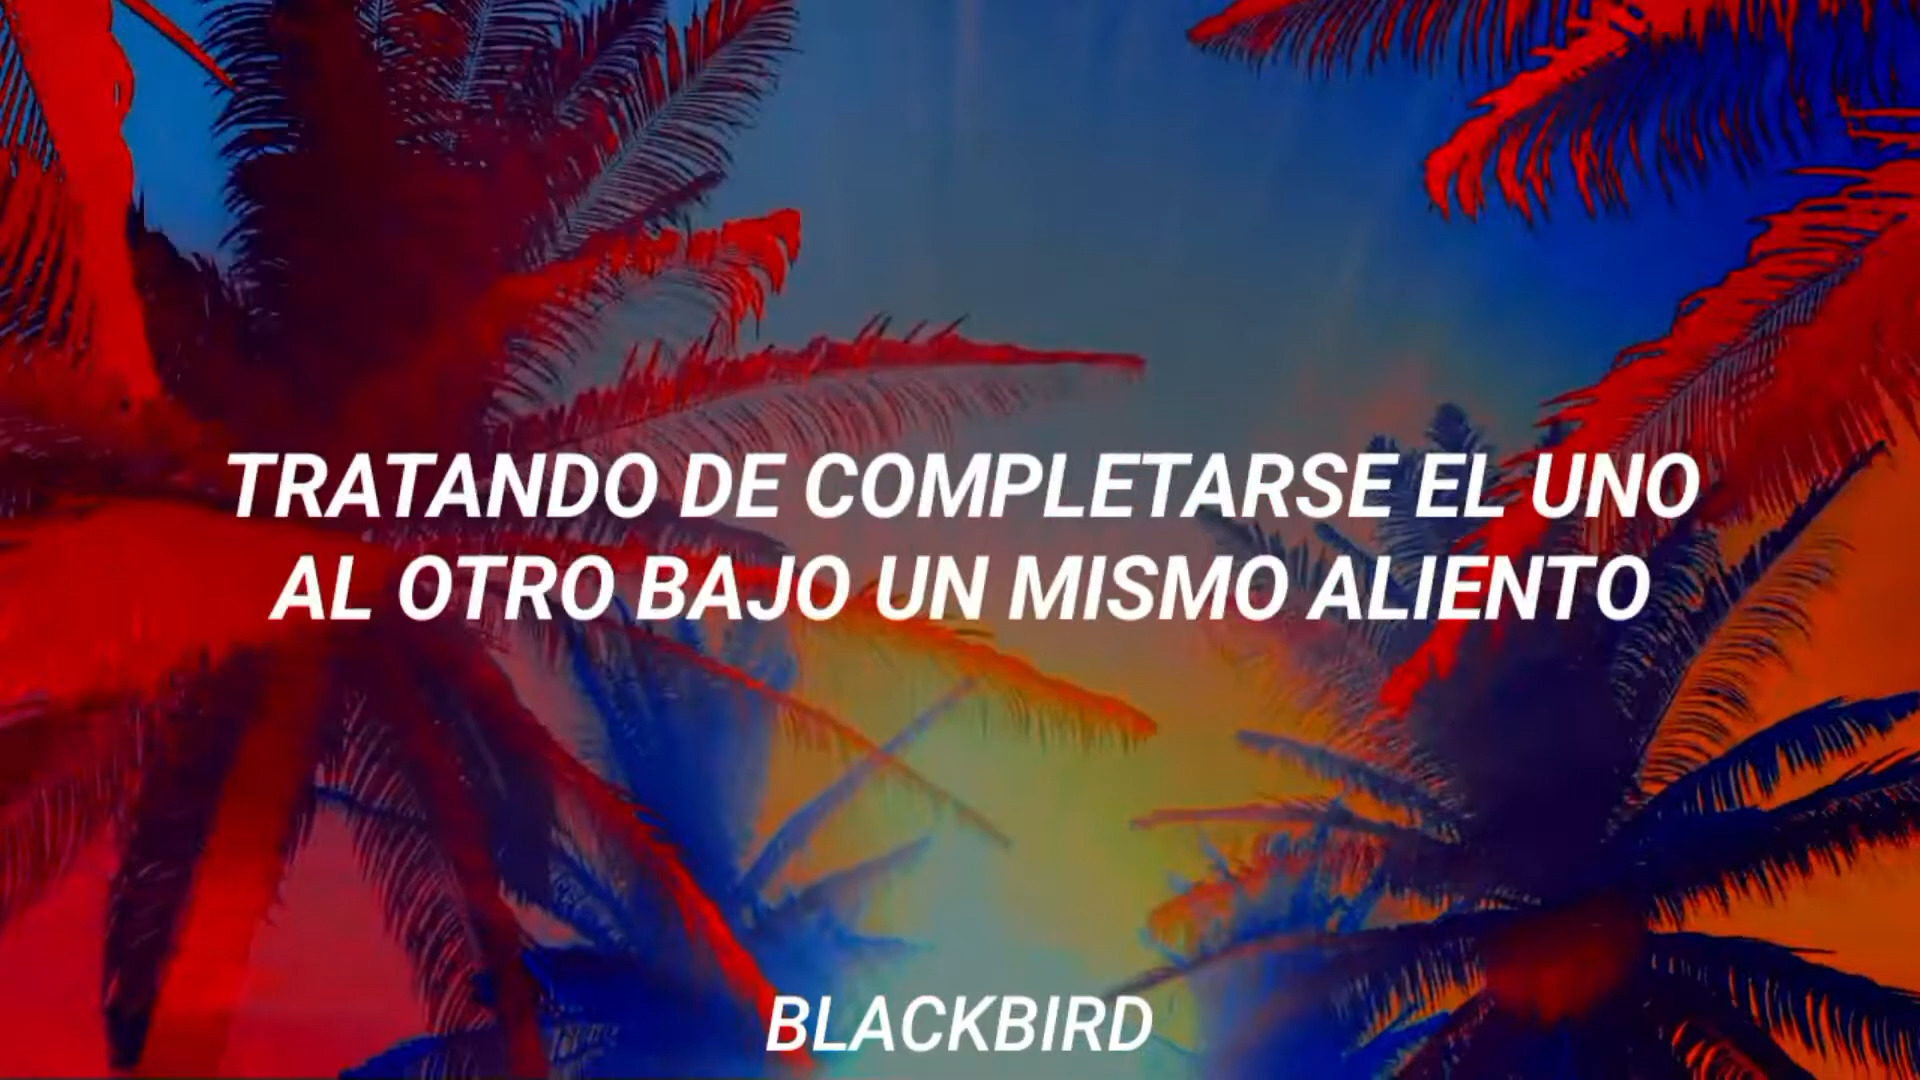 TRATANDO DE COMPLETARSE EL UNO
AL OTRO BAJO UN MISMO ALIENTO
BLACKBIRD